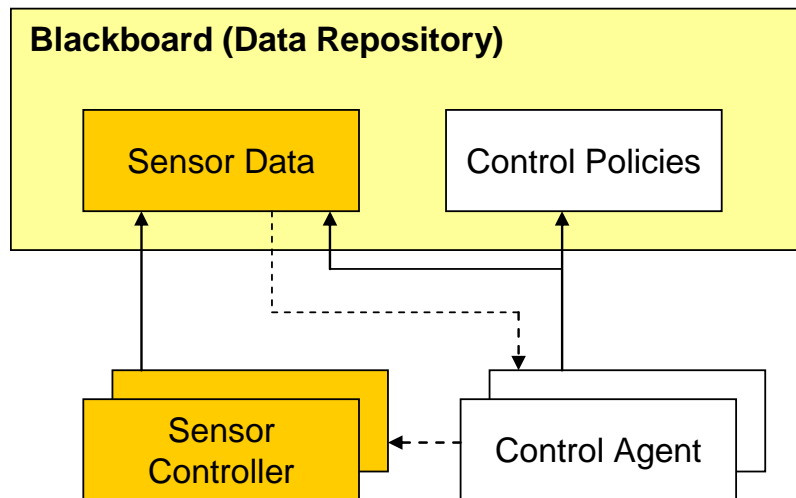 Blackboard (Data Repository)
Sensor Data
Control Policies
Sensor
Controller
Control Agent